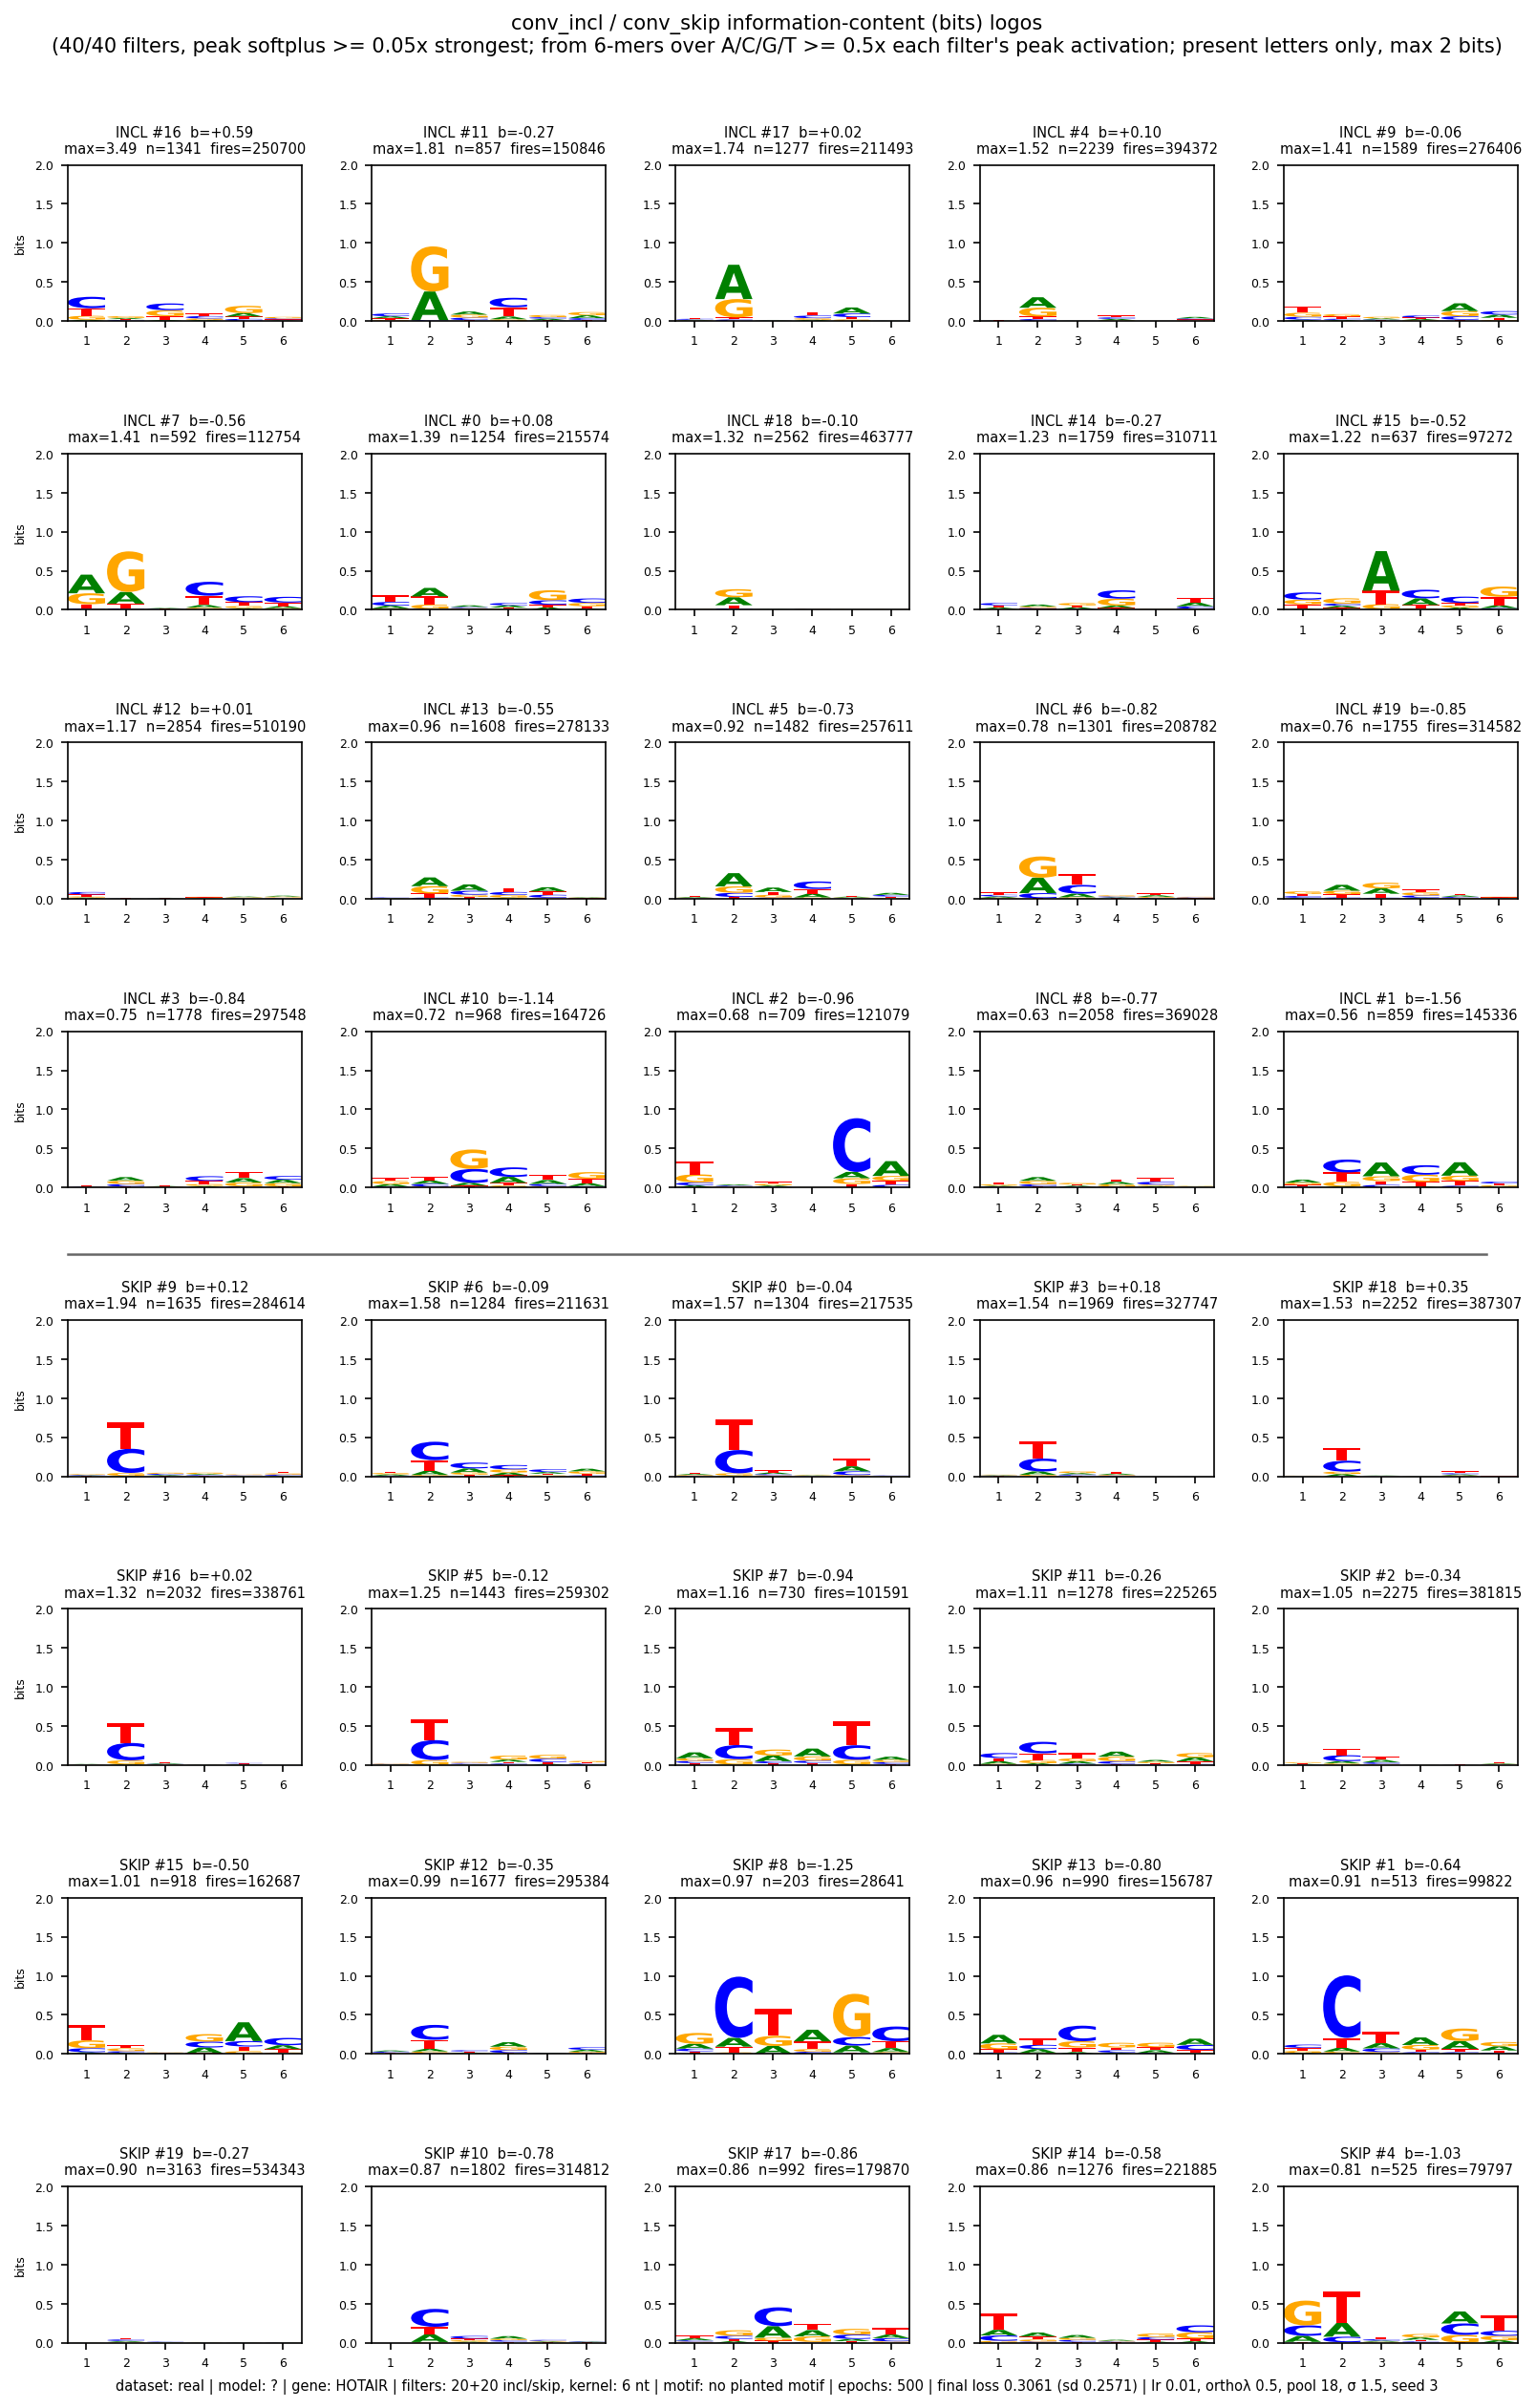 conv_incl / conv_skip information-content (bits) logos
(40/40 filters, peak softplus >= 0.05x strongest; from 6-mers over A/C/G/T >= 0.5x each filter's peak activation; present letters only, max 2 bits)
INCL #16 b=+0.59
max=3.49 n=1341 fires=250700
INCL #11 b=-0.27
max=1.81 n=857 fires=150846
INCL #17 b=+0.02
max=1.74 n=1277 fires=211493
INCL #4 b=+0.10
max=1.52 n=2239 fires=394372
INCL #9 b=-0.06
max=1.41 n=1589 fires=276406
INCL #7 b=-0.56
max=1.41 n=592 fires=112754
INCL #0 b=+0.08
max=1.39 n=1254 fires=215574
INCL #18 b=-0.10
max=1.32 n=2562 fires=463777
INCL #14 b=-0.27
max=1.23 n=1759 fires=310711
INCL #15 b=-0.52
max=1.22 n=637 fires=97272
INCL #12 b=+0.01
max=1.17 n=2854 fires=510190
INCL #13 b=-0.55
max=0.96 n=1608 fires=278133
INCL #5 b=-0.73
max=0.92 n=1482 fires=257611
INCL #6 b=-0.82
max=0.78 n=1301 fires=208782
INCL #19 b=-0.85
max=0.76 n=1755 fires=314582
INCL #3 b=-0.84
max=0.75 n=1778 fires=297548
INCL #10 b=-1.14
max=0.72 n=968 fires=164726
INCL #2 b=-0.96
max=0.68 n=709 fires=121079
INCL #8 b=-0.77
max=0.63 n=2058 fires=369028
INCL #1 b=-1.56
max=0.56 n=859 fires=145336
SKIP #9 b=+0.12
max=1.94 n=1635 fires=284614
SKIP #6 b=-0.09
max=1.58 n=1284 fires=211631
SKIP #0 b=-0.04
max=1.57 n=1304 fires=217535
SKIP #3 b=+0.18
max=1.54 n=1969 fires=327747
SKIP #18 b=+0.35
max=1.53 n=2252 fires=387307
SKIP #16 b=+0.02
max=1.32 n=2032 fires=338761
SKIP #5 b=-0.12
max=1.25 n=1443 fires=259302
SKIP #7 b=-0.94
max=1.16 n=730 fires=101591
SKIP #11 b=-0.26
max=1.11 n=1278 fires=225265
SKIP #2 b=-0.34
max=1.05 n=2275 fires=381815
SKIP #15 b=-0.50
max=1.01 n=918 fires=162687
SKIP #12 b=-0.35
max=0.99 n=1677 fires=295384
SKIP #8 b=-1.25
max=0.97 n=203 fires=28641
SKIP #13 b=-0.80
max=0.96 n=990 fires=156787
SKIP #1 b=-0.64
max=0.91 n=513 fires=99822
SKIP #19 b=-0.27
max=0.90 n=3163 fires=534343
SKIP #10 b=-0.78
max=0.87 n=1802 fires=314812
SKIP #17 b=-0.86
max=0.86 n=992 fires=179870
SKIP #14 b=-0.58
max=0.86 n=1276 fires=221885
SKIP #4 b=-1.03
max=0.81 n=525 fires=79797
dataset: real | model: ? | gene: HOTAIR | filters: 20+20 incl/skip, kernel: 6 nt | motif: no planted motif | epochs: 500 | final loss 0.3061 (sd 0.2571) | lr 0.01, orthoλ 0.5, pool 18, σ 1.5, seed 3